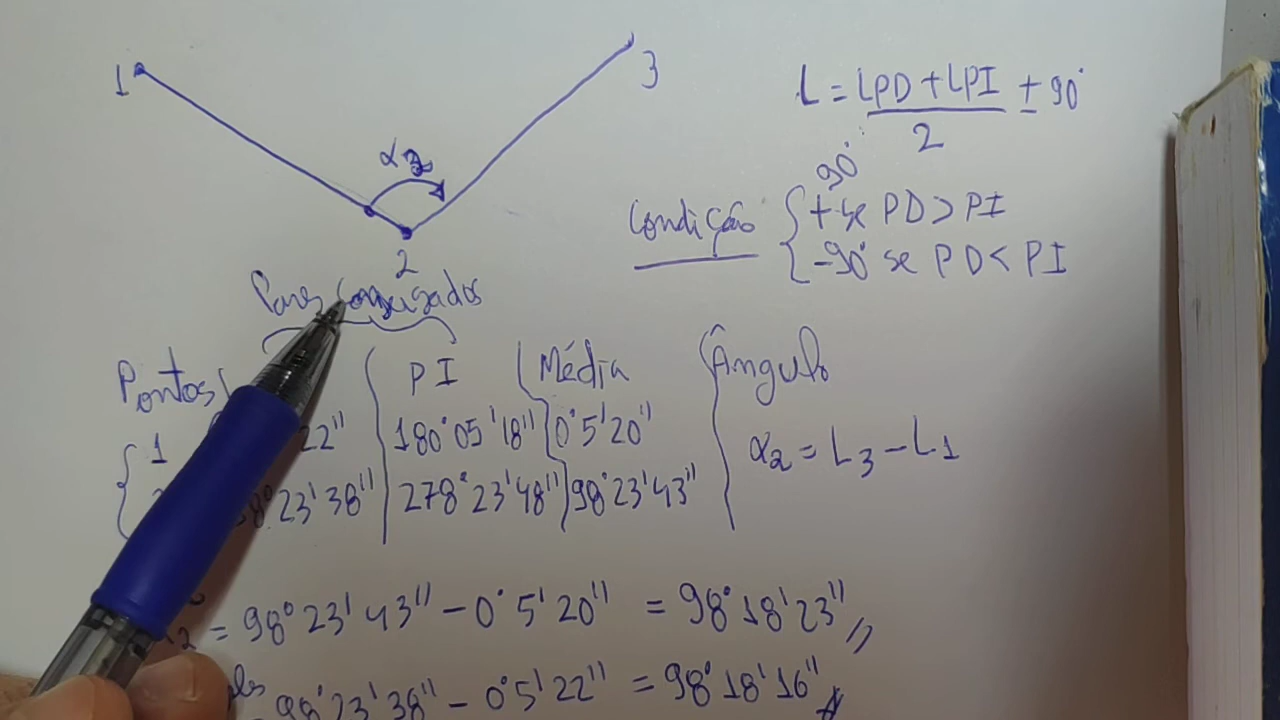 1
3
α2
2
L = LPD + LPI ± 90°
2
90°
Condição { + se PD > PI
-90° se PD < PI
Pares Conjugados
Pontos PI Média Ângulo
1 22" 180°05'18" 0°5'20"
8°23'38" 278°23'48" 98°23'43"
α2 = L3 - L1
2 = 98°23'43" - 0°5'20" = 98°18'23"
98°23'38" - 0°5'22" = 98°18'16"